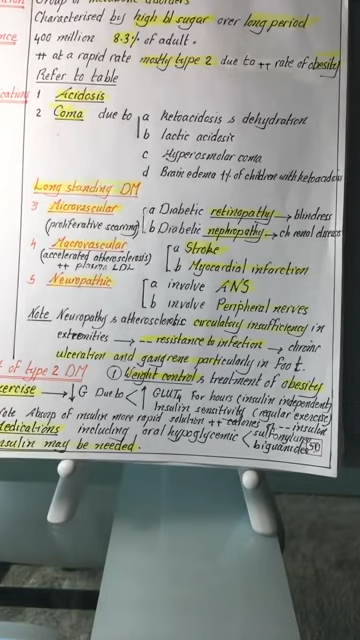 Group of metabolic disorders
Characterised by high bl sugar over long period
400 million 8.3% of adult.
++ at a rapid rate mostly type 2 due to ++ rate of obesity
Refer to table
1 Acidosis
2 Coma due to a ketoacidosis & dehydration
b lactic acidosis
c Hyperosmolar coma
d Brain edema ++ of children with ketoacidosis
Long standing DM
3 Microvascular a Diabetic retinopathy → blindness
(proliferative scarring) b Diabetic nephropathy → ch renal disease
4 Macrovascular a Stroke
(accelerated atherosclerosis) b Myocardial infarction
++ plasma LDL
5 Neuropathic a involve ANS
b involve Peripheral nerves
Note Neuropathy & atherosclerotic circulatory insufficiency in
extremities → -- resistance to infection → chronic
ulceration and gangrene particularly in Foot.
t of type 2 DM ① Weight control & treatment of obesity
xercise → ↓G Due to < ↑ GLUT4 For hours (insulin independent)
Insulin sensitivity (regular exercise)
ote Absorp of insulin more rapid solution ++ calories or -- insulin
edications including oral hypoglycemic < sulfonylurea
biguanides
nsulin may be needed. 50